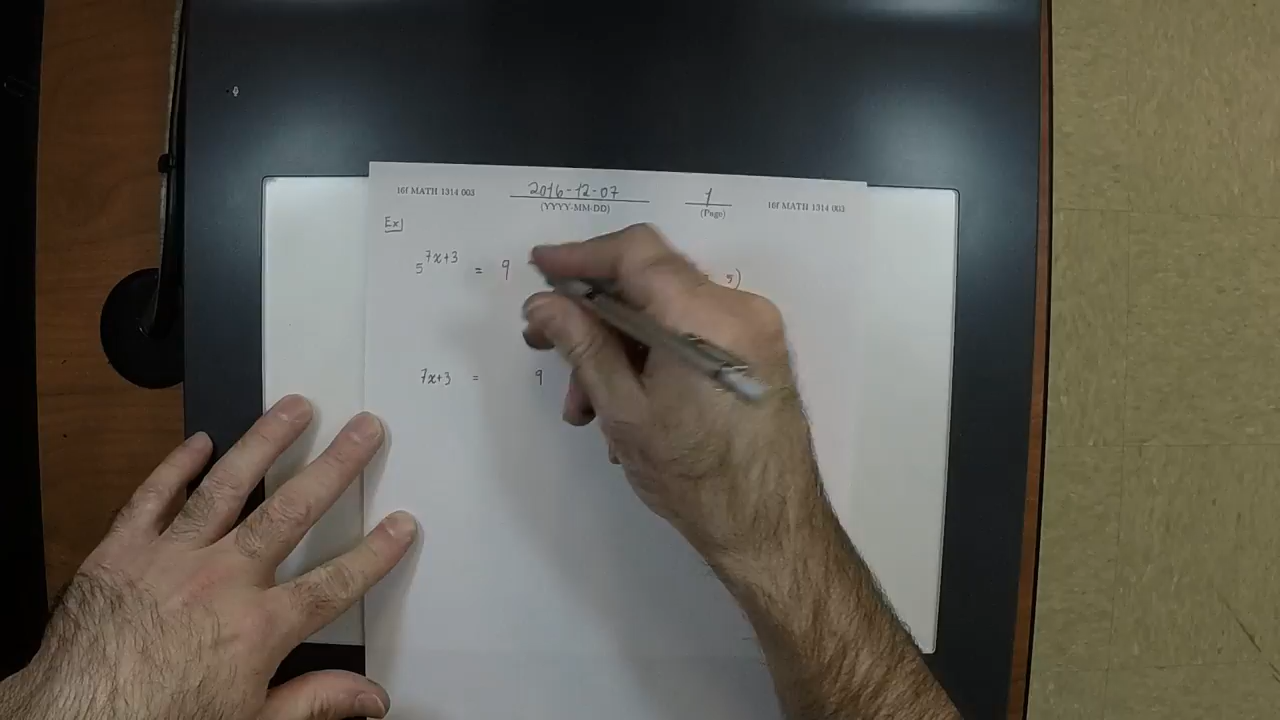 16f MATH 1314 003 2016-12-07 1 16f MATH 1314 003
(YYYY-MM-DD) (Page)
Ex
5^{7x+3} = 9 5)
7x+3 = 9